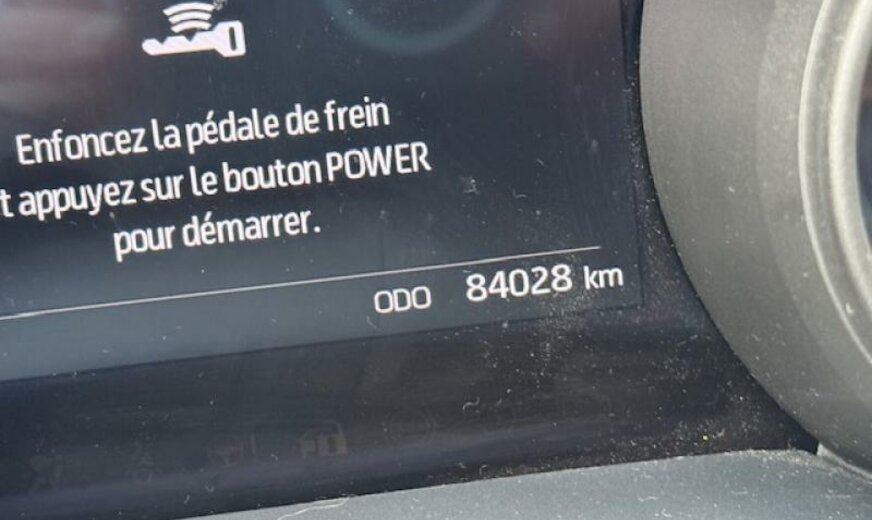 Enfoncez la pédale de frein
t appuyez sur le bouton POWER
pour démarrer.
ODO 84028 km